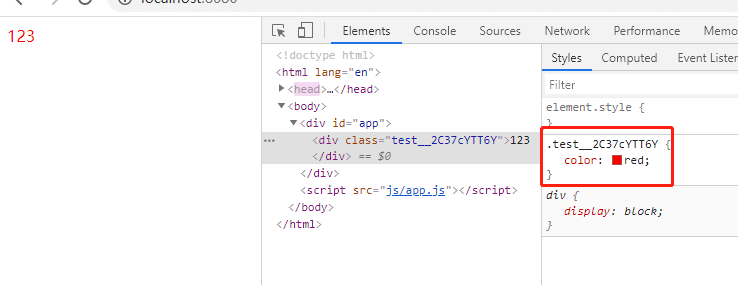 localhost:8080
123
Elements Console Sources Network Performance Memo
<!doctype html>
<html lang="en">
<head>…</head>
<body>
<div id="app">
<div class="test__2C37cYTT6Y">123
</div> == $0
</div>
<script src="js/app.js"></script>
</body>
</html>
Styles Computed Event Listen
Filter
element.style {
}
.test__2C37cYTT6Y {
color: red;
}
div {
display: block;
}